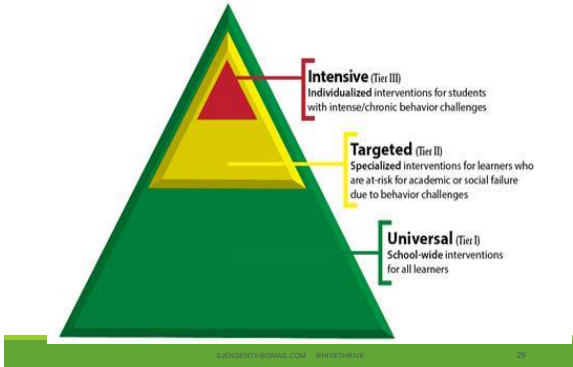 Intensive (Tier III)
Individualized interventions for students
with intense/chronic behavior challenges
Targeted (Tier II)
Specialized interventions for learners who
are at-risk for academic or social failure
due to behavior challenges
Universal (Tier I)
School-wide interventions
for all learners
SJENSENTX@GMAIL.COM @HIVETHRIVE 29